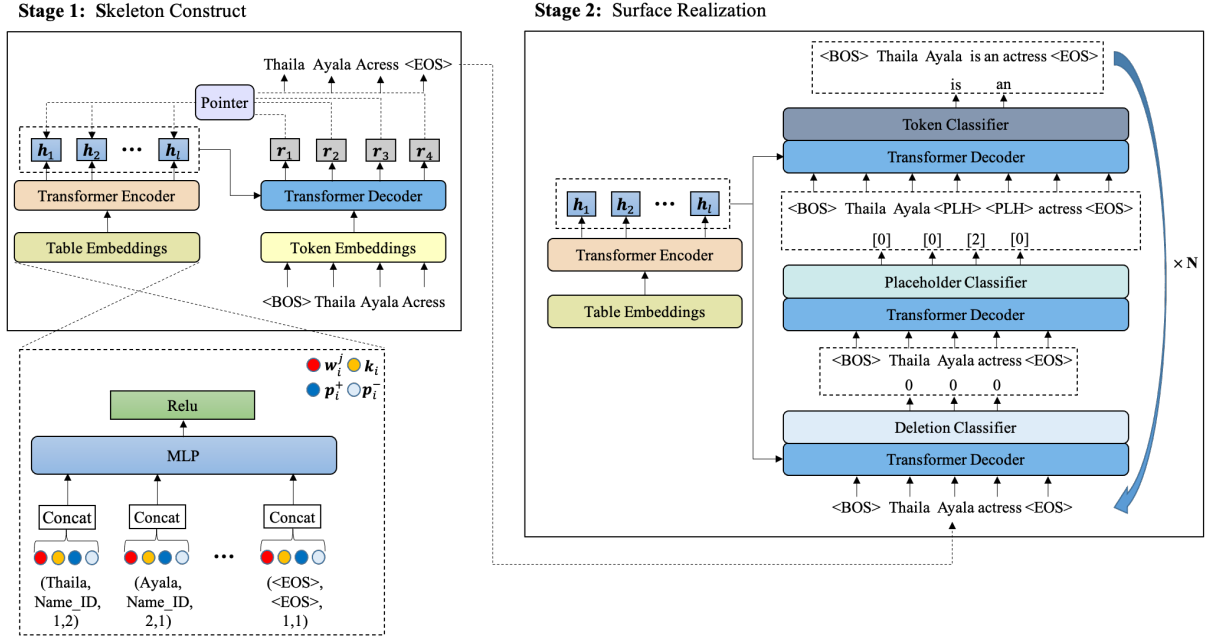 Stage 1: Skeleton Construct
Thaila Ayala Acress <EOS>
Pointer
h1 h2 ••• hl
r1 r2 r3 r4
Transformer Encoder
Transformer Decoder
Table Embeddings
Token Embeddings
<BOS> Thaila Ayala Acress
w_i^j k_i
p_i^+ p_i^-
Relu
MLP
Concat Concat Concat
•••
(Thaila, Name_ID, 1,2)
(Ayala, Name_ID, 2,1)
(<EOS>, <EOS>, 1,1)
Stage 2: Surface Realization
<BOS> Thaila Ayala is an actress <EOS>
is an
Token Classifier
Transformer Decoder
<BOS> Thaila Ayala <PLH> <PLH> actress <EOS>
[0] [0] [2] [0]
Placeholder Classifier
Transformer Decoder
<BOS> Thaila Ayala actress <EOS>
0 0 0
Deletion Classifier
Transformer Decoder
<BOS> Thaila Ayala actress <EOS>
h1 h2 ••• hl
Transformer Encoder
Table Embeddings
× N